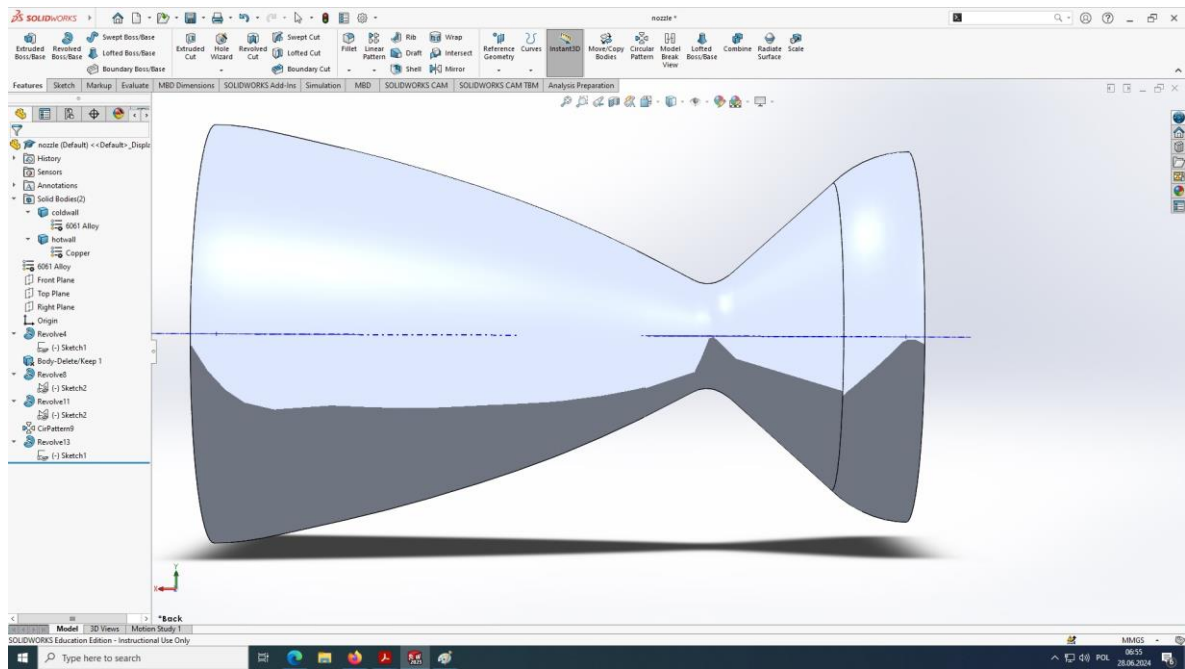 SOLIDWORKS
nozzle *
Extruded Boss/Base
Revolved Boss/Base
Swept Boss/Base
Lofted Boss/Base
Boundary Boss/Base
Extruded Cut
Hole Wizard
Revolved Cut
Swept Cut
Lofted Cut
Boundary Cut
Fillet
Linear Pattern
Rib
Draft
Shell
Wrap
Intersect
Mirror
Reference Geometry
Curves
Instant3D
Move/Copy Bodies
Circular Pattern
Model Break View
Lofted Boss/Base
Combine
Radiate Surface
Scale
Features Sketch Markup Evaluate MBD Dimensions SOLIDWORKS Add-Ins Simulation MBD SOLIDWORKS CAM SOLIDWORKS CAM TBM Analysis Preparation
nozzle (Default) <<Default>_Displa
History
Sensors
Annotations
Solid Bodies(2)
coldwall
6061 Alloy
hotwall
Copper
6061 Alloy
Front Plane
Top Plane
Right Plane
Origin
Revolve4
(-) Sketch1
Body-Delete/Keep 1
Revolve8
(-) Sketch2
Revolve11
(-) Sketch2
CirPattern9
Revolve13
(-) Sketch1
Y
X
*Back
Model 3D Views Motion Study 1
SOLIDWORKS Education Edition - Instructional Use Only
MMGS
Type here to search
POL
06:55
28.06.2024